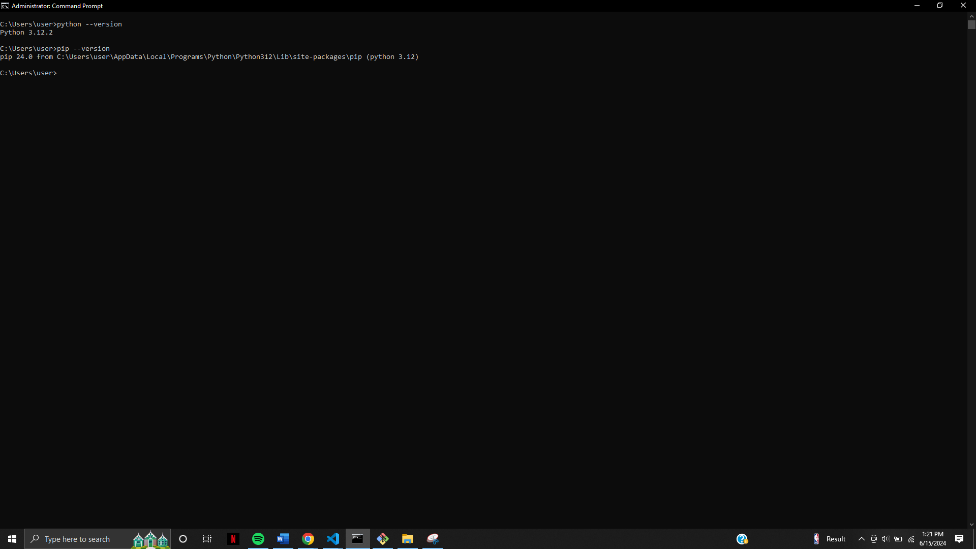 Administrator: Command Prompt
C:\Users\user>python --version
Python 3.12.2
C:\Users\user>pip --version
pip 24.0 from C:\Users\user\AppData\Local\Programs\Python\Python312\Lib\site-packages\pip (python 3.12)
C:\Users\user>
Type here to search
N
Result
1:21 PM
6/15/2024